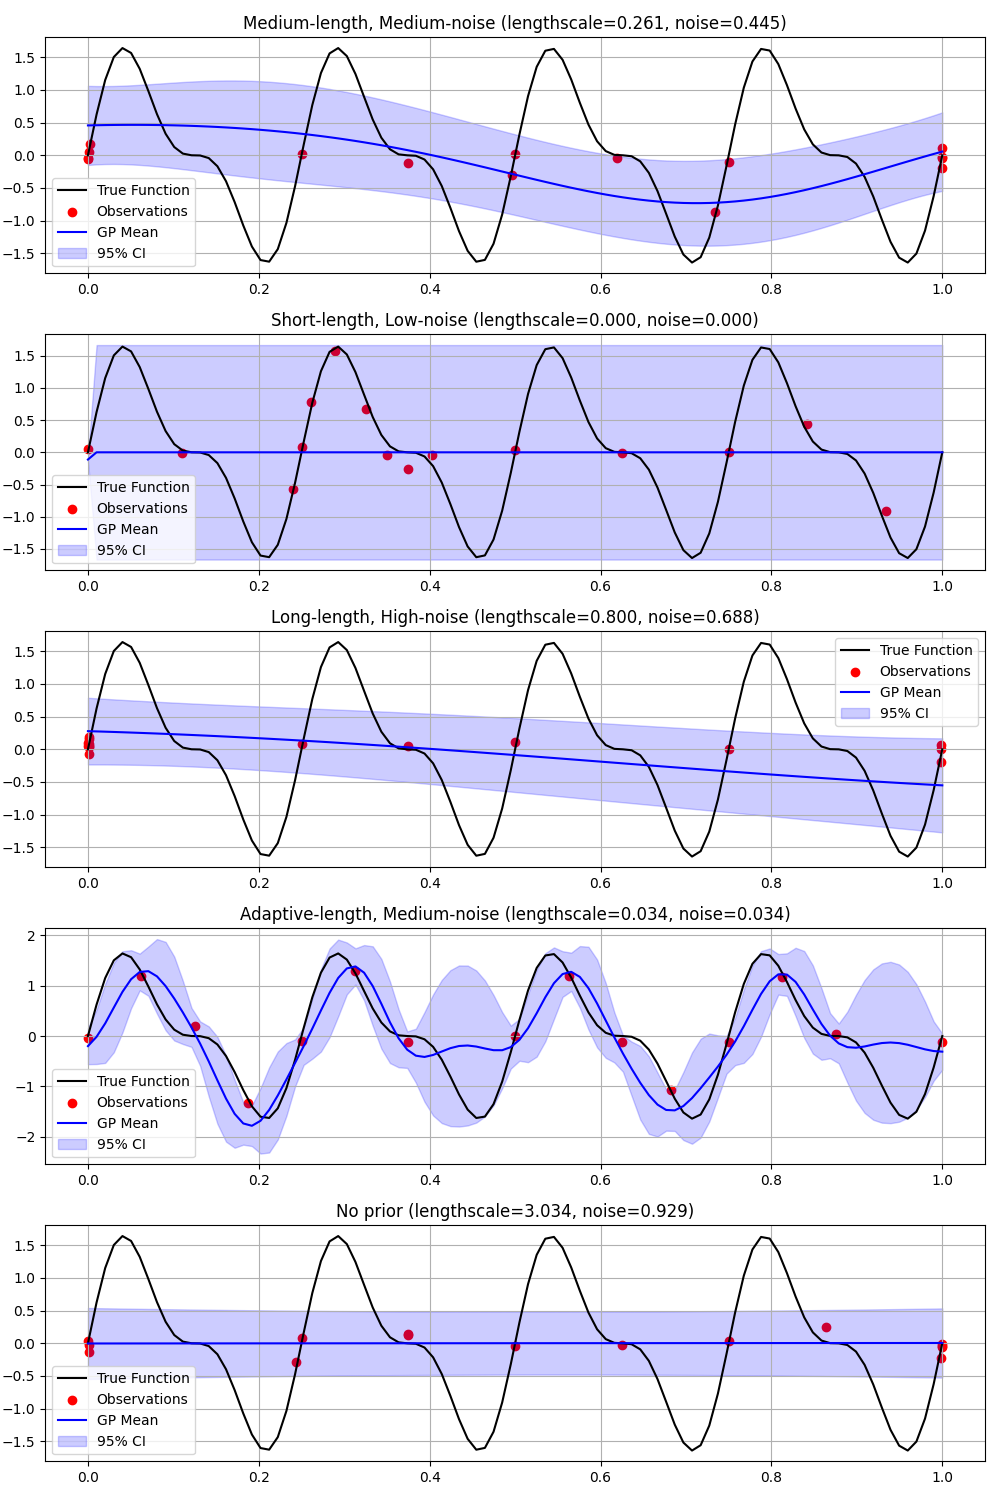 Medium-length, Medium-noise (lengthscale=0.261, noise=0.445)
1.5
1.0
0.5
0.0
−0.5
−1.0
−1.5
True Function
Observations
GP Mean
95% CI
0.0 0.2 0.4 0.6 0.8 1.0
Short-length, Low-noise (lengthscale=0.000, noise=0.000)
1.5
1.0
0.5
0.0
−0.5
−1.0
−1.5
True Function
Observations
GP Mean
95% CI
0.0 0.2 0.4 0.6 0.8 1.0
Long-length, High-noise (lengthscale=0.800, noise=0.688)
1.5
1.0
0.5
0.0
−0.5
−1.0
−1.5
True Function
Observations
GP Mean
95% CI
0.0 0.2 0.4 0.6 0.8 1.0
Adaptive-length, Medium-noise (lengthscale=0.034, noise=0.034)
2
1
0
−1
−2
True Function
Observations
GP Mean
95% CI
0.0 0.2 0.4 0.6 0.8 1.0
No prior (lengthscale=3.034, noise=0.929)
1.5
1.0
0.5
0.0
−0.5
−1.0
−1.5
True Function
Observations
GP Mean
95% CI
0.0 0.2 0.4 0.6 0.8 1.0